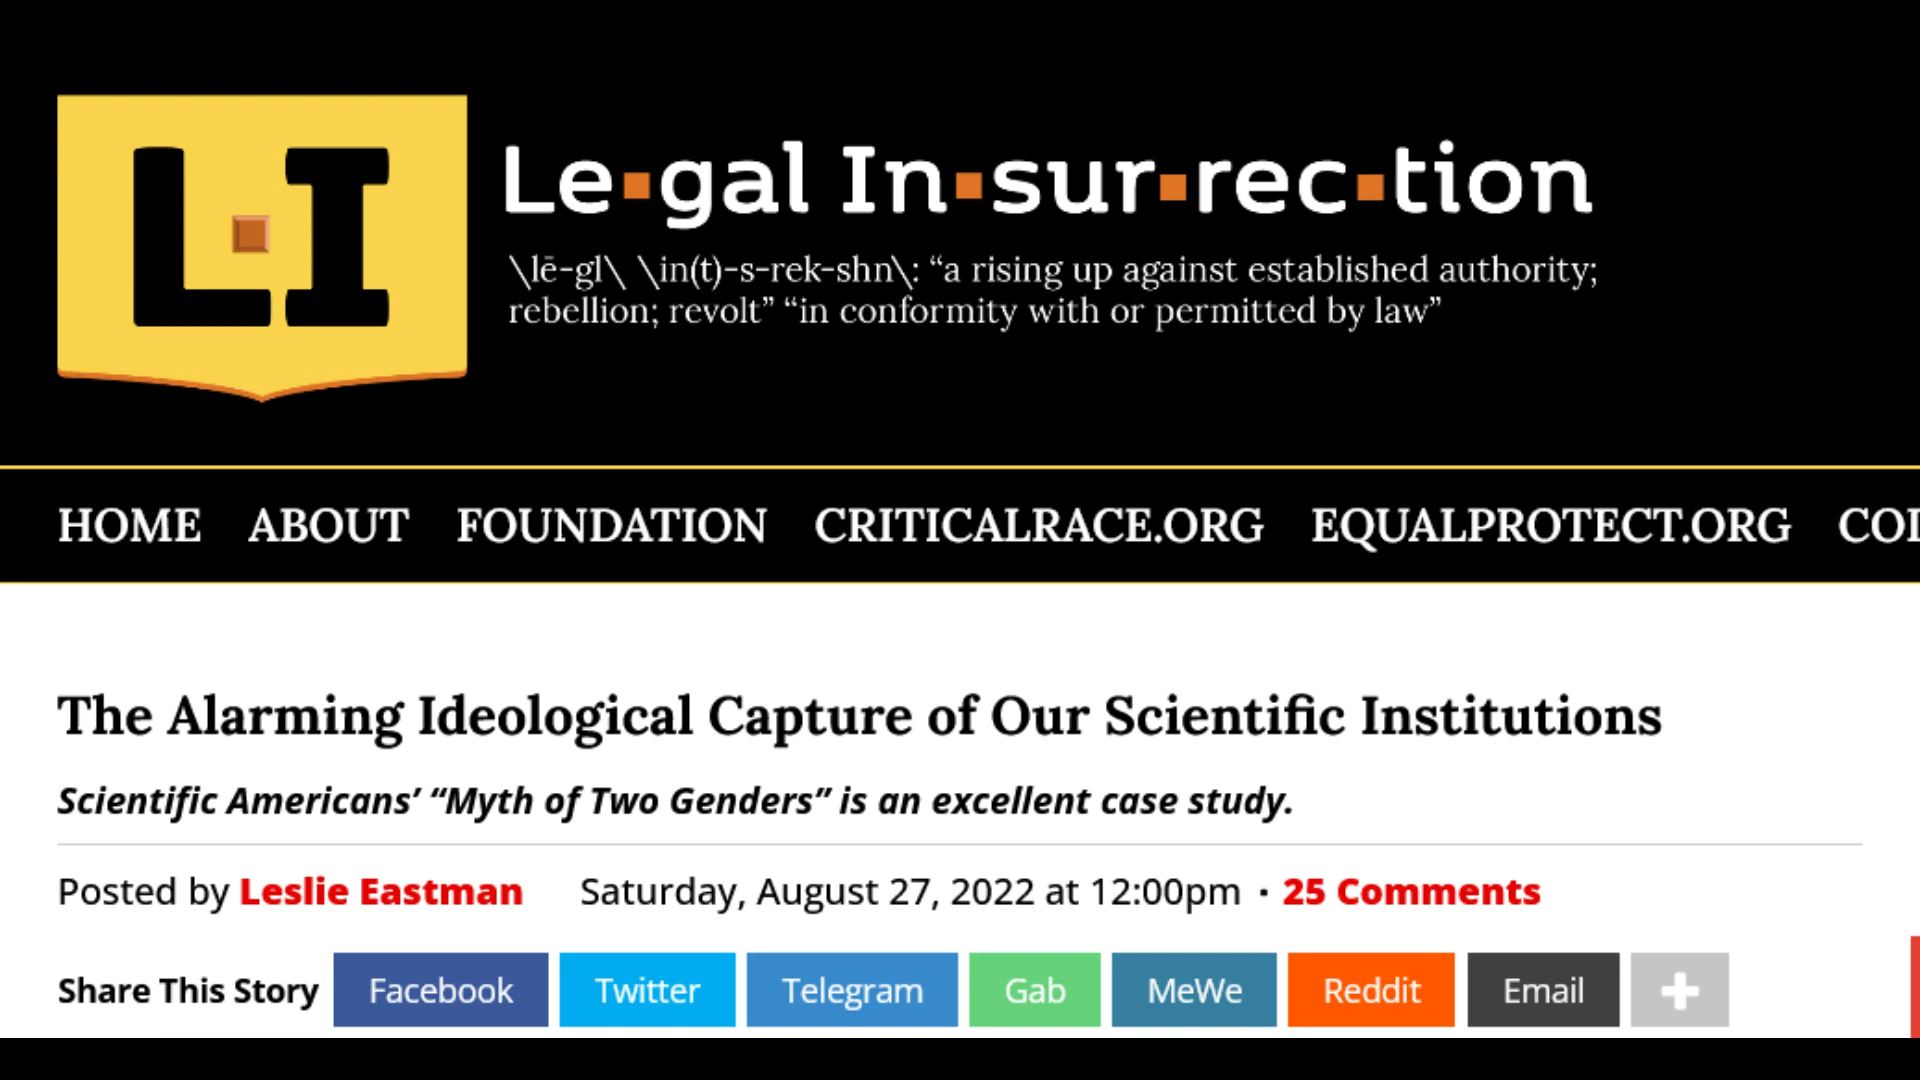 LI
Le▪gal In▪sur▪rec▪tion
\lē-gl\ \in(t)-s-rek-shn\: “a rising up against established authority;
rebellion; revolt” “in conformity with or permitted by law”
HOME ABOUT FOUNDATION CRITICALRACE.ORG EQUALPROTECT.ORG
The Alarming Ideological Capture of Our Scientific Institutions
Scientific Americans’ “Myth of Two Genders” is an excellent case study.
Posted by Leslie Eastman Saturday, August 27, 2022 at 12:00pm · 25 Comments
Share This Story Facebook Twitter Telegram Gab MeWe Reddit Email